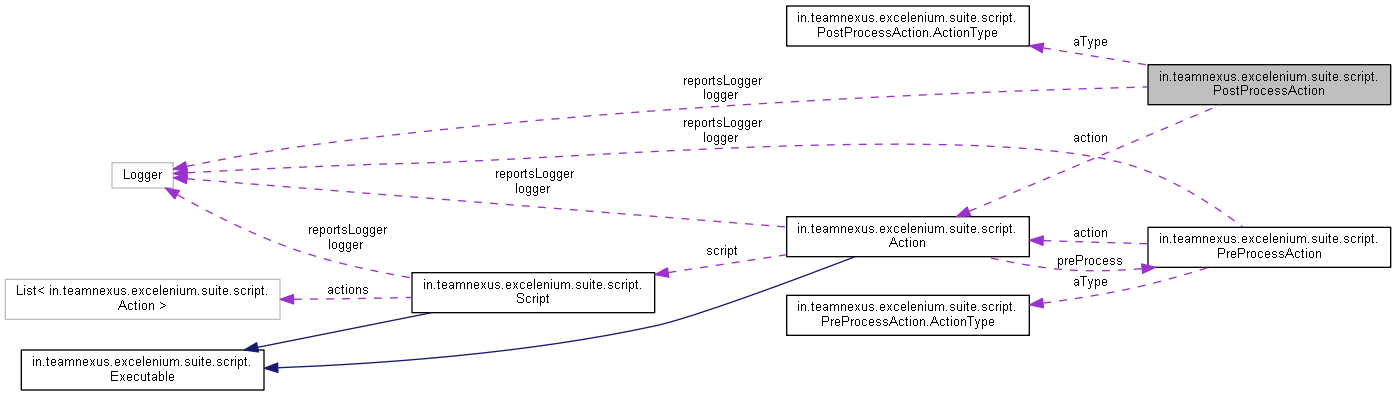 in.teamnexus.excelenium.suite.script.
PostProcessAction.ActionType
aType
in.teamnexus.excelenium.suite.script.
PostProcessAction
reportsLogger
logger
reportsLogger
logger
action
Logger
reportsLogger
logger
in.teamnexus.excelenium.suite.script.
Action
action
in.teamnexus.excelenium.suite.script.
PreProcessAction
reportsLogger
logger
script
preProcess
aType
List< in.teamnexus.excelenium.suite.script.
Action >
actions
in.teamnexus.excelenium.suite.script.
Script
in.teamnexus.excelenium.suite.script.
PreProcessAction.ActionType
in.teamnexus.excelenium.suite.script.
Executable